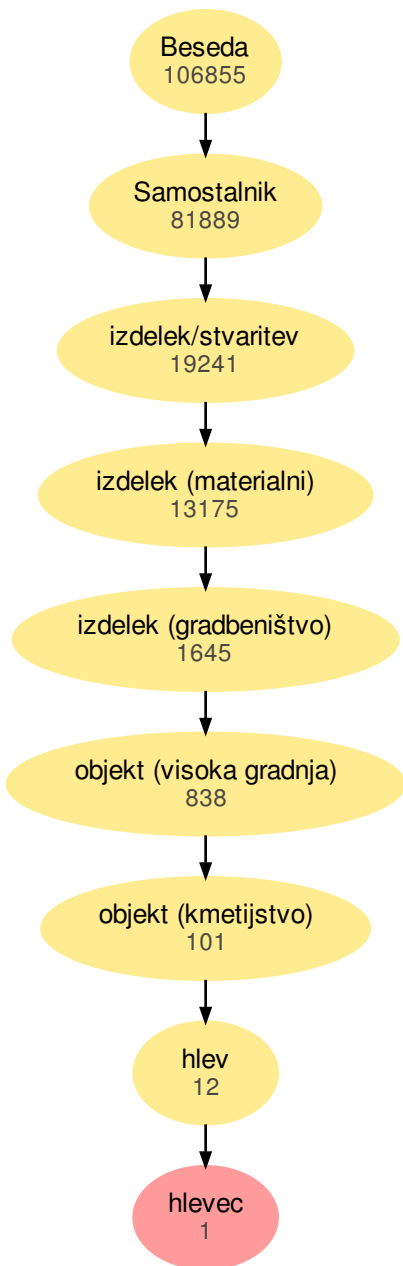 Beseda
106855
Samostalnik
81889
izdelek/stvaritev
19241
izdelek (materialni)
13175
izdelek (gradbeništvo)
1645
objekt (visoka gradnja)
838
objekt (kmetijstvo)
101
hlev
12
hlevec
1